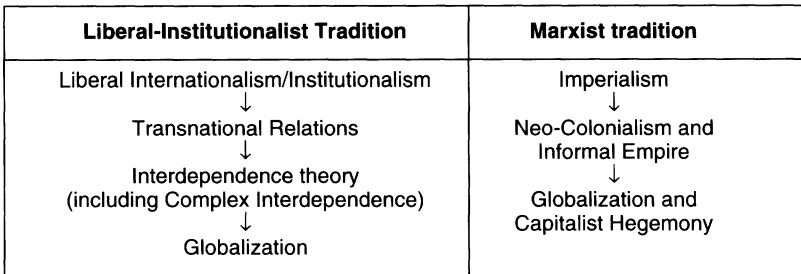 Liberal-Institutionalist Tradition
Liberal Internationalism/Institutionalism
↓
Transnational Relations
↓
Interdependence theory
(including Complex Interdependence)
↓
Globalization
Marxist tradition
Imperialism
↓
Neo-Colonialism and
Informal Empire
↓
Globalization and
Capitalist Hegemony